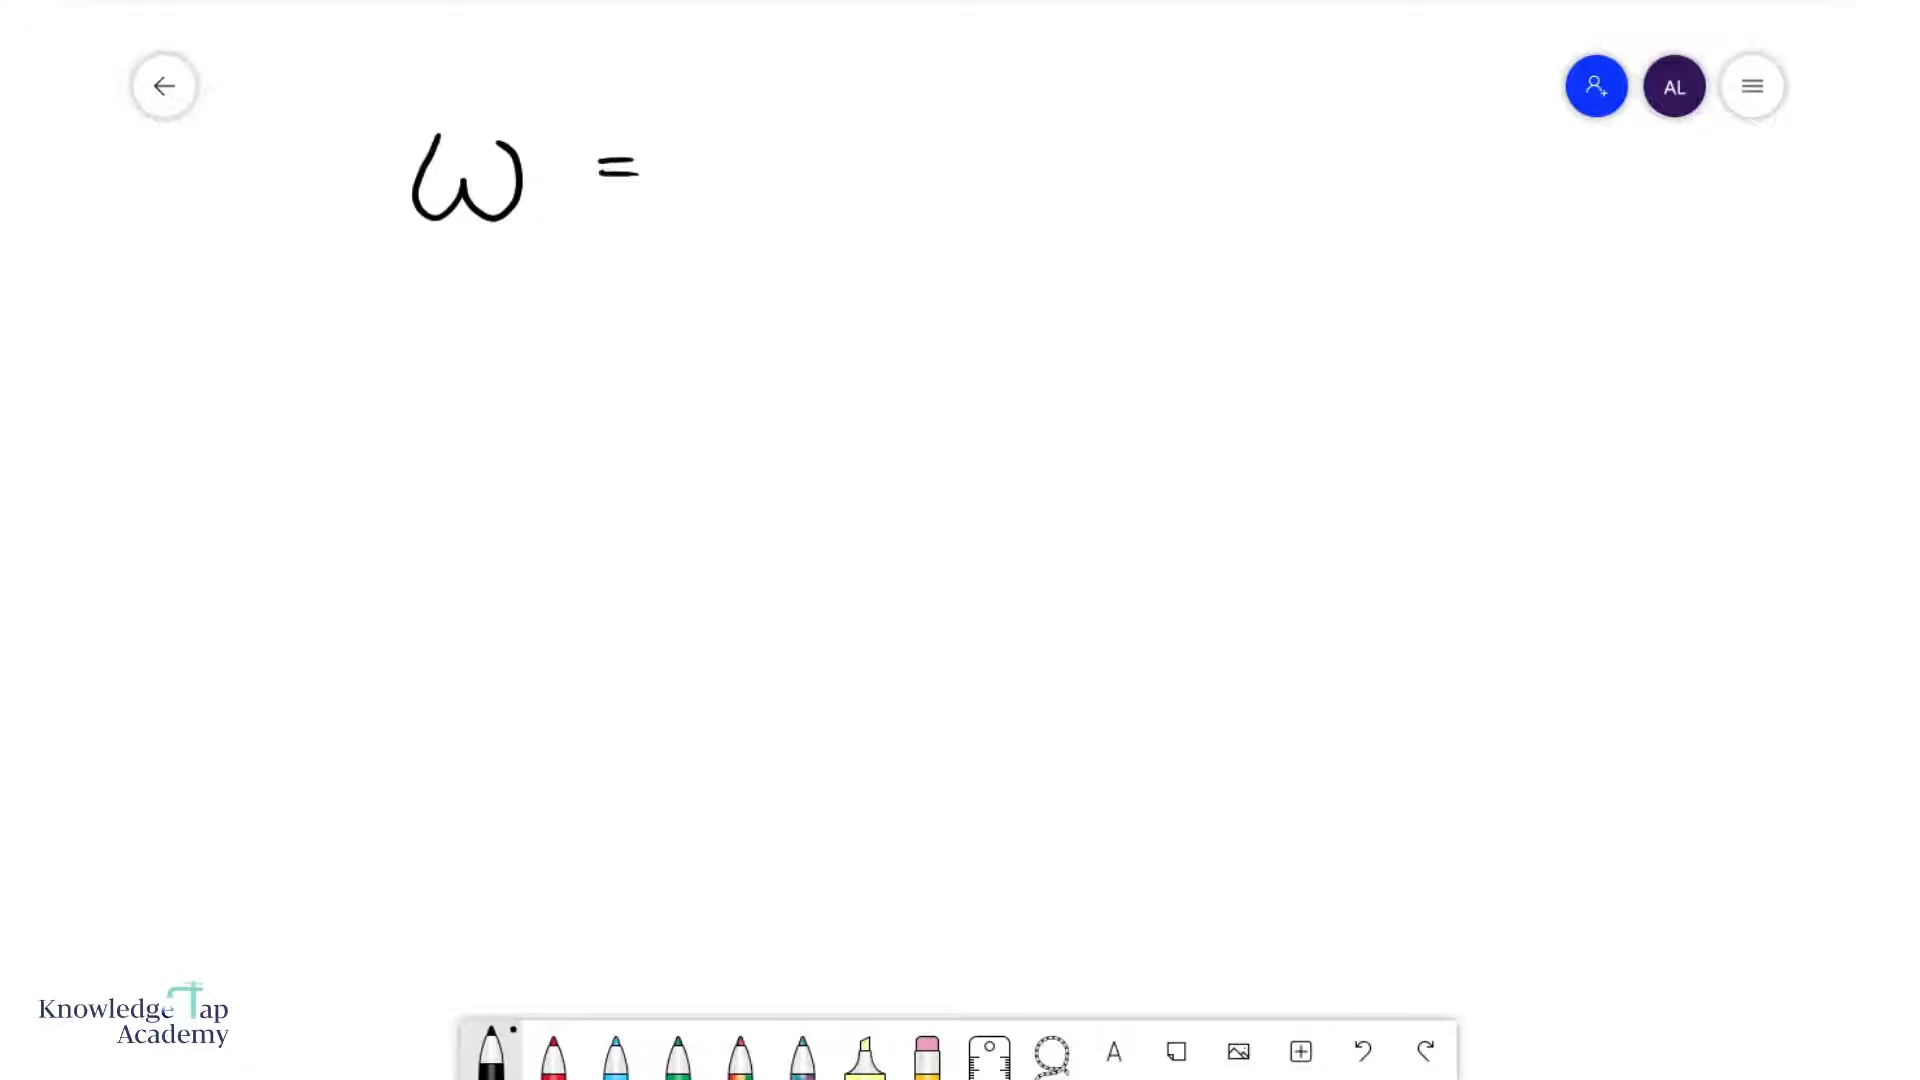 AL
ω =
Knowledge Tap
Academy
A